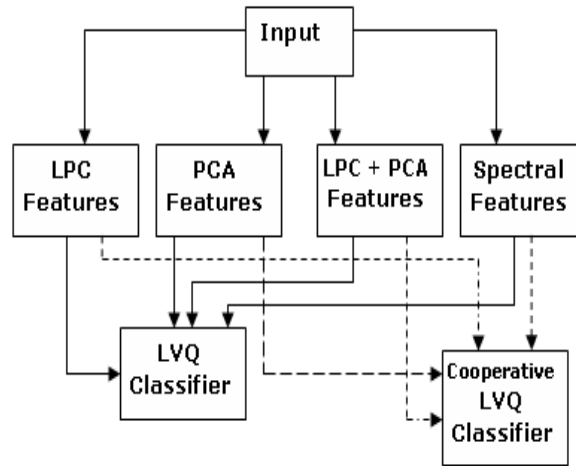 Input
LPC
Features
PCA
Features
LPC + PCA
Features
Spectral
Features
LVQ
Classifier
Cooperative
LVQ
Classifier